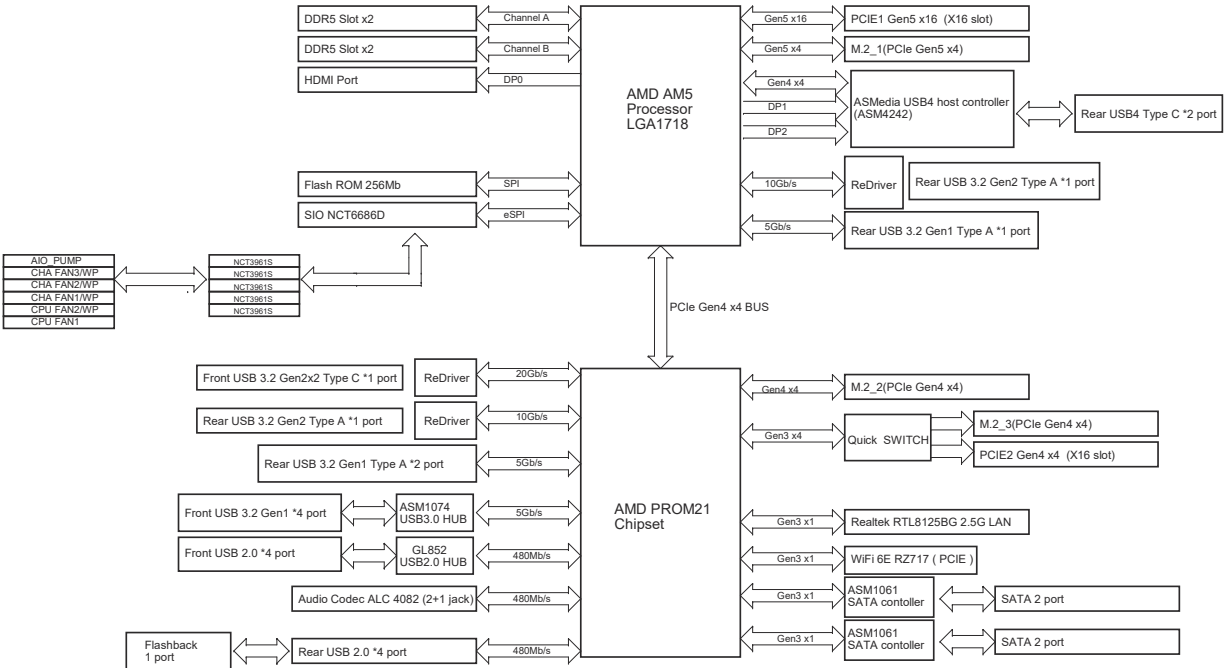 DDR5 Slot x2
Channel A
DDR5 Slot x2
Channel B
HDMI Port
DP0
AMD AM5
Processor
LGA1718
Gen5 x16
PCIE1 Gen5 x16 (X16 slot)
Gen5 x4
M.2_1(PCIe Gen5 x4)
Gen4 x4
DP1
DP2
ASMedia USB4 host controller
(ASM4242)
Rear USB4 Type C *2 port
Flash ROM 256Mb
SPI
SIO NCT6686D
eSPI
10Gb/s
ReDriver
Rear USB 3.2 Gen2 Type A *1 port
5Gb/s
Rear USB 3.2 Gen1 Type A *1 port
AIO_PUMP
CHA FAN3/WP
CHA FAN2/WP
CHA FAN1/WP
CPU FAN2/WP
CPU FAN1
NCT3961S
NCT3961S
NCT3961S
NCT3961S
NCT3961S
PCIe Gen4 x4 BUS
Front USB 3.2 Gen2x2 Type C *1 port
ReDriver
20Gb/s
Rear USB 3.2 Gen2 Type A *1 port
ReDriver
10Gb/s
Rear USB 3.2 Gen1 Type A *2 port
5Gb/s
Front USB 3.2 Gen1 *4 port
ASM1074
USB3.0 HUB
5Gb/s
Front USB 2.0 *4 port
GL852
USB2.0 HUB
480Mb/s
Audio Codec ALC 4082 (2+1 jack)
480Mb/s
Flashback
1 port
Rear USB 2.0 *4 port
480Mb/s
AMD PROM21
Chipset
Gen4 x4
M.2_2(PCIe Gen4 x4)
Gen3 x4
Quick SWITCH
M.2_3(PCIe Gen4 x4)
PCIE2 Gen4 x4 (X16 slot)
Gen3 x1
Realtek RTL8125BG 2.5G LAN
Gen3 x1
WiFi 6E RZ717 ( PCIE )
Gen3 x1
ASM1061
SATA contoller
SATA 2 port
Gen3 x1
ASM1061
SATA controller
SATA 2 port